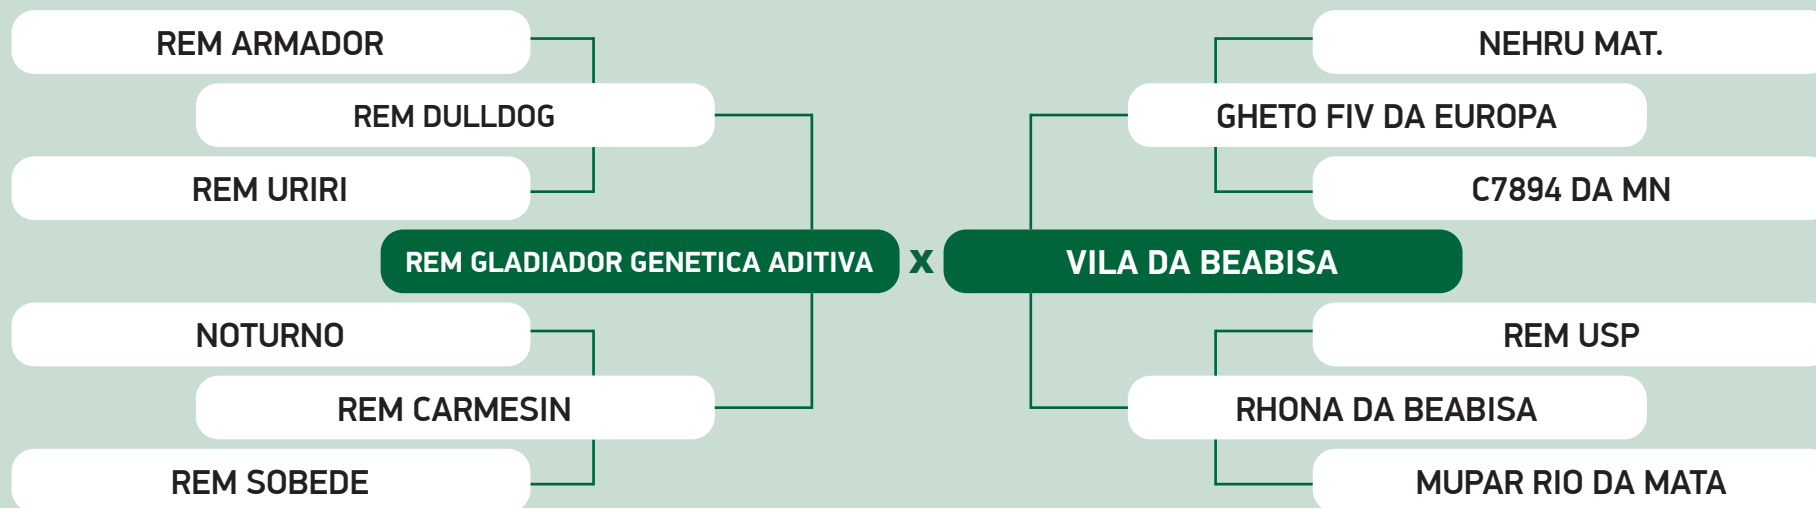 REM ARMADOR
NEHRU MAT.
REM DULLDOG
GHETO FIV DA EUROPA
REM URIRI
C7894 DA MN
REM GLADIADOR GENETICA ADITIVA X VILA DA BEABISA
NOTURNO
REM USP
REM CARMESIN
RHONA DA BEABISA
REM SOBEDE
MUPAR RIO DA MATA